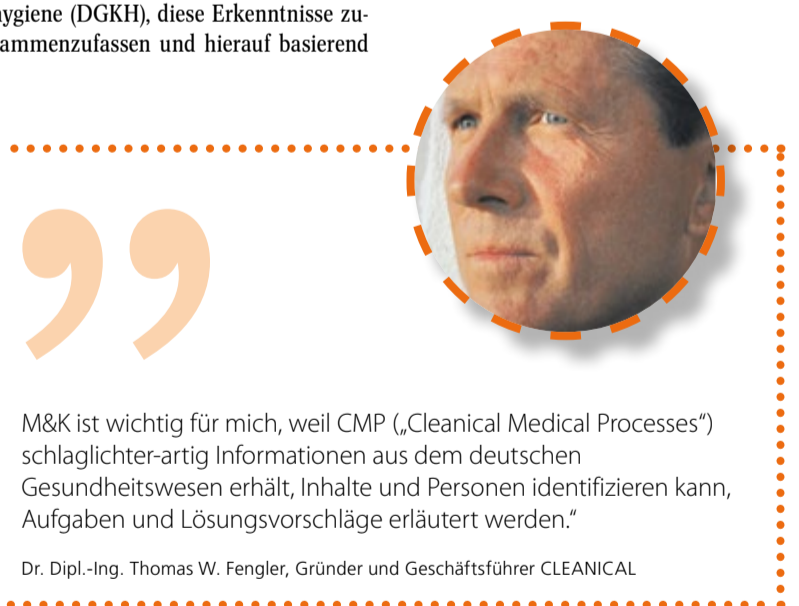 ygiene (DGKH), diese Erkenntnisse zu-
ammenzufassen und hierauf basierend
„
M&K ist wichtig für mich, weil CMP („Cleanical Medical Processes“)
schlaglichter-artig Informationen aus dem deutschen
Gesundheitswesen erhält, Inhalte und Personen identifizieren kann,
Aufgaben und Lösungsvorschläge erläutert werden.“
Dr. Dipl.-Ing. Thomas W. Fengler, Gründer und Geschäftsführer CLEANICAL